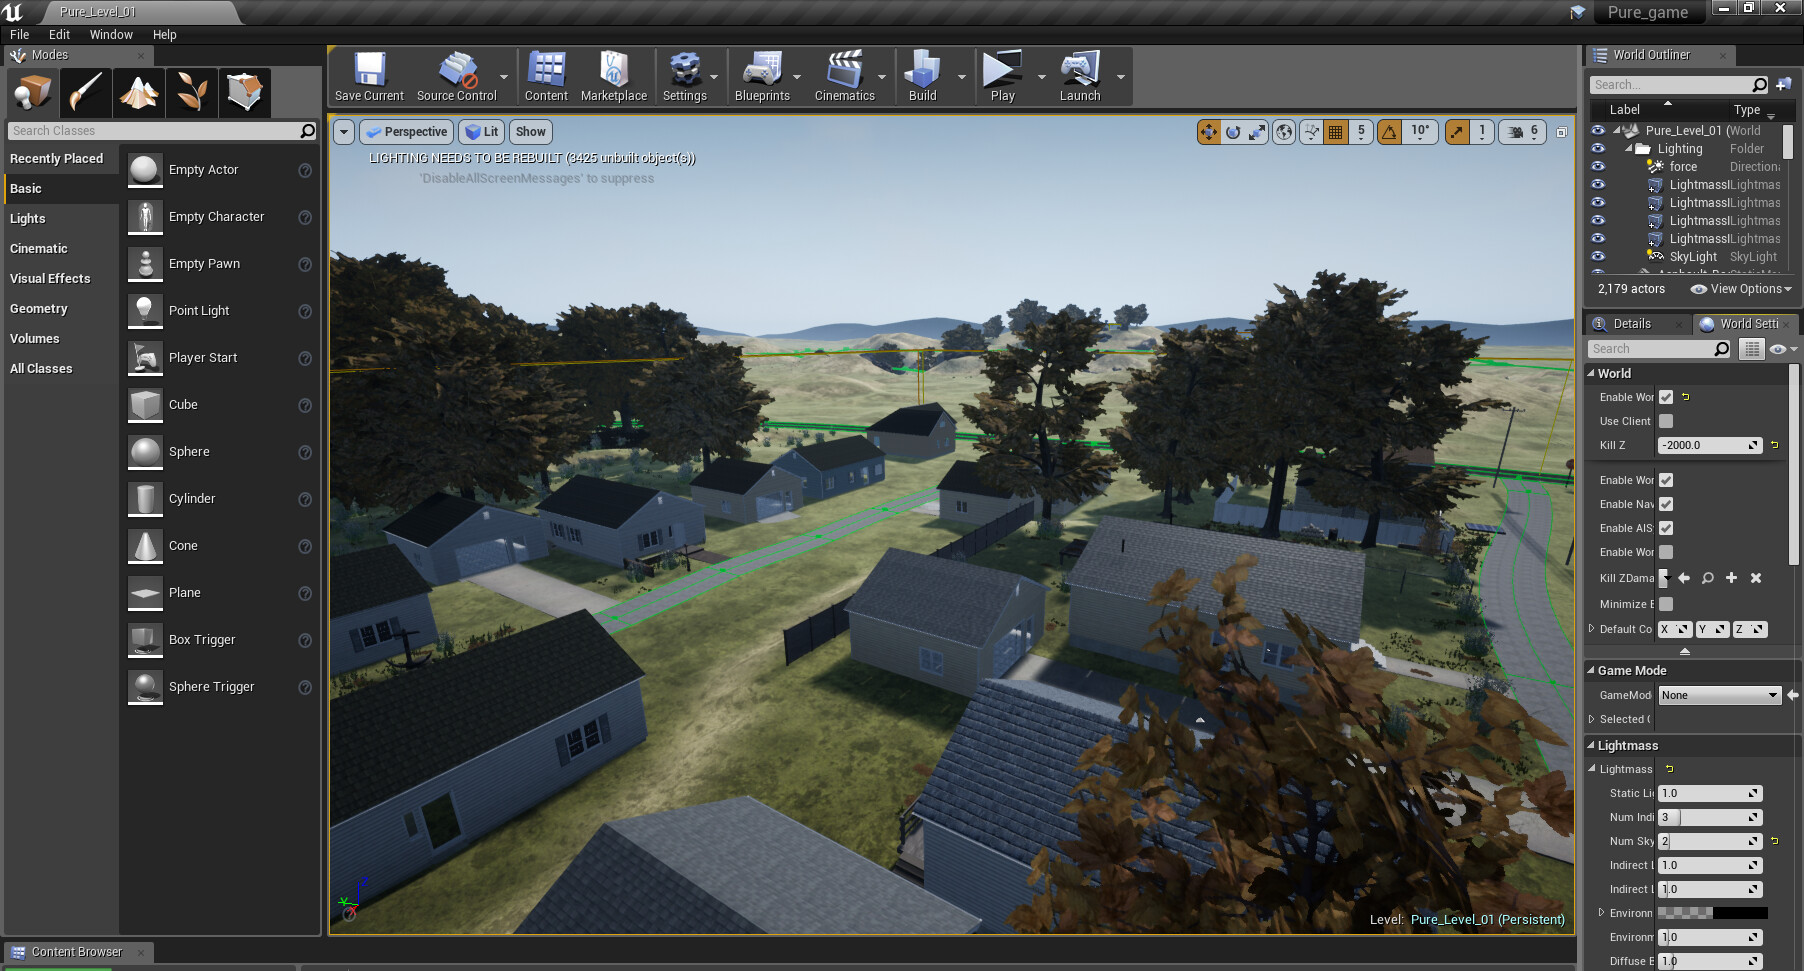 Pure_Level_01
Pure_game
File Edit Window Help
Modes
Search Classes
Recently Placed
Basic
Lights
Cinematic
Visual Effects
Geometry
Volumes
All Classes
Empty Actor
Empty Character
Empty Pawn
Point Light
Player Start
Cube
Sphere
Cylinder
Cone
Plane
Box Trigger
Sphere Trigger
Save Current Source Control Content Marketplace Settings Blueprints Cinematics Build Play Launch
Perspective Lit Show
5 10° 1 6
LIGHTING NEEDS TO BE REBUILT (3425 unbuilt object(s))
'DisableAllScreenMessages' to suppress
Level: Pure_Level_01 (Persistent)
World Outliner
Search...
Label Type
Pure_Level_01 (World
Lighting Folder
force Direction
LightmassI Lightmas
LightmassI Lightmas
LightmassI Lightmas
LightmassI Lightmas
SkyLight SkyLight
2,179 actors View Options
Details World Setti
Search
World
Enable Wor
Use Client
Kill Z -2000.0
Enable Wor
Enable Nav
Enable AIS
Enable Wor
Kill ZDama
Minimize B
Default Co X Y Z
Game Mode
GameMod None
Selected G
Lightmass
Lightmass
Static Li 1.0
Num Indi 3
Num Sky 2
Indirect L 1.0
Indirect I 1.0
Environn
Environm 1.0
Diffuse B 1.0
Content Browser